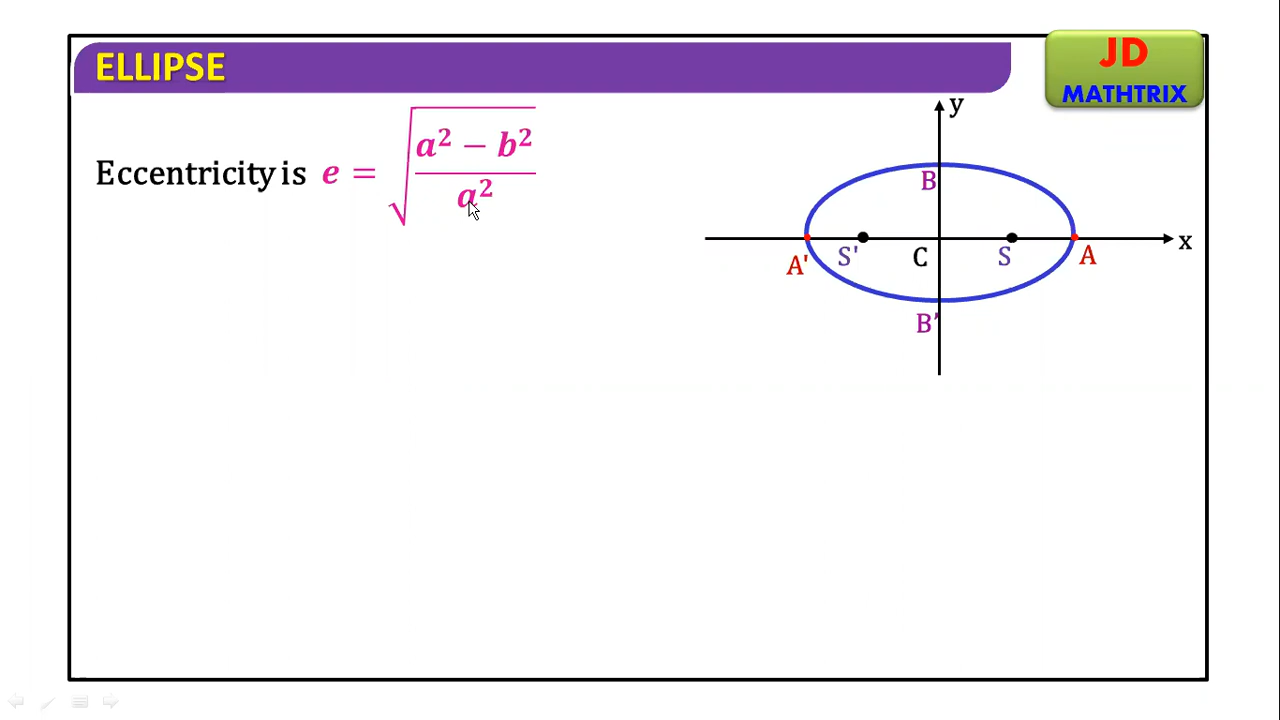 ELLIPSE
JD
MATHTRIX
Eccentricity is e = √((a² − b²)/a²)
y
B
x
A'
S'
C
S
A
B'